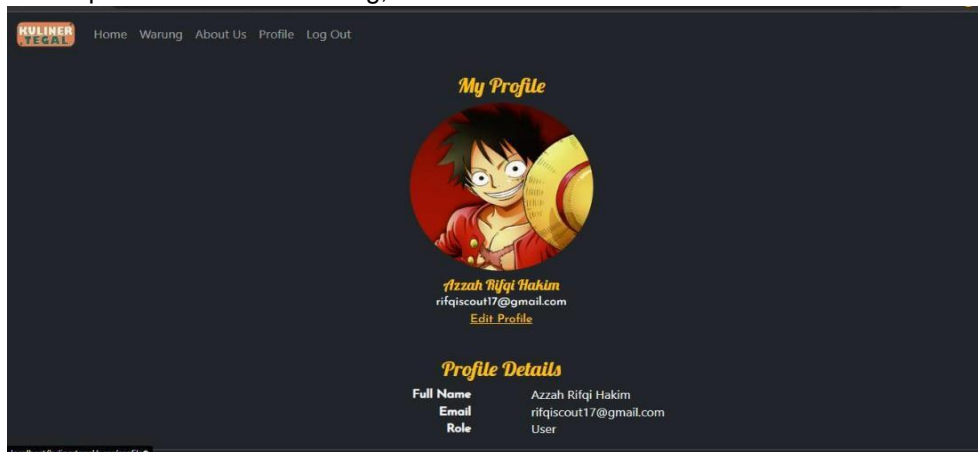 KULINER
TEGAL
Home Warung About Us Profile Log Out
My Profile
Azzah Rifqi Hakim
rifqiscout17@gmail.com
Edit Profile
Profile Details
Full Name Azzah Rifqi Hakim
Email rifqiscout17@gmail.com
Role User